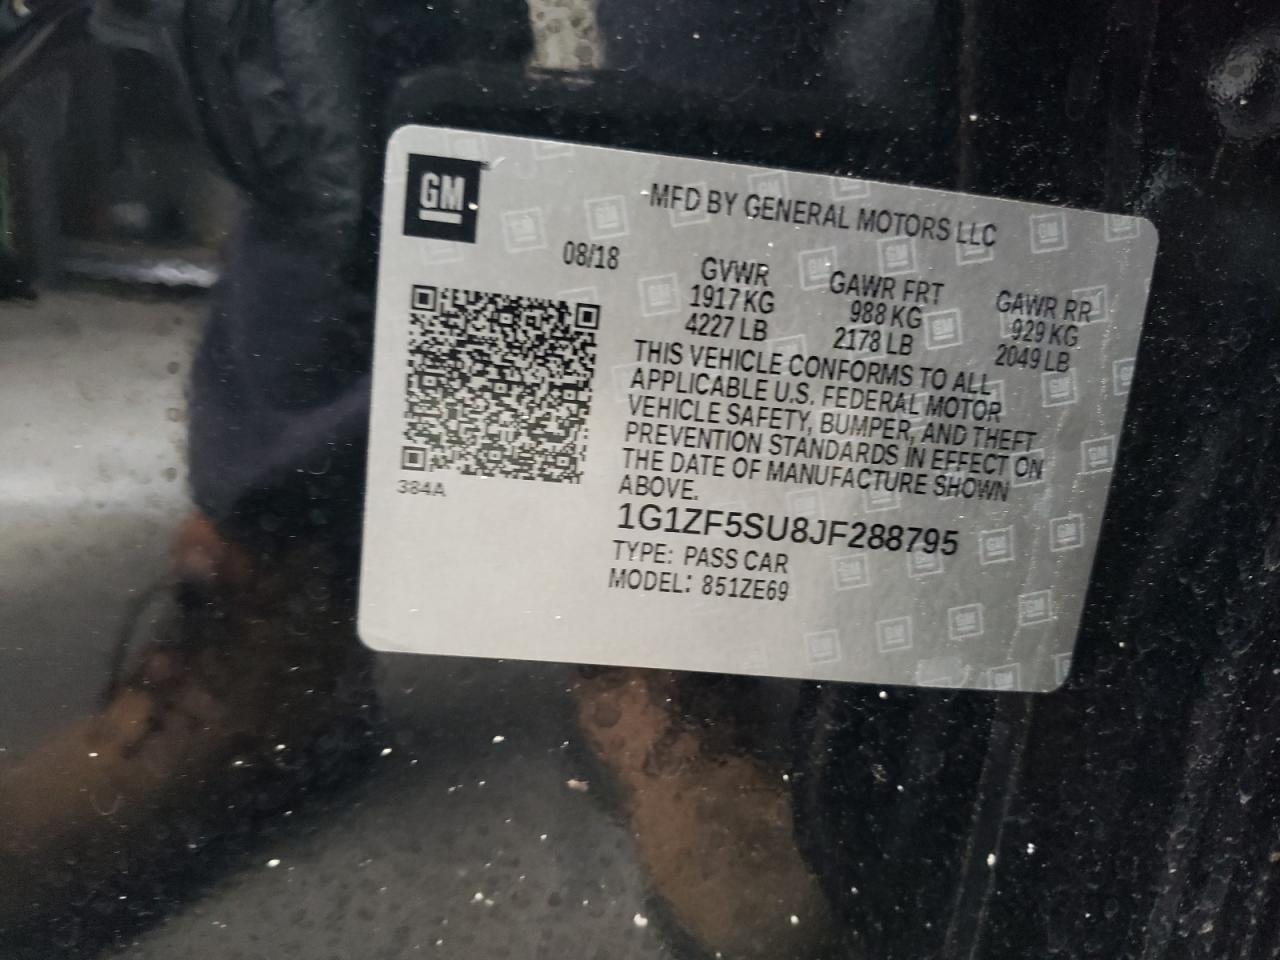 GM
MFD BY GENERAL MOTORS LLC
08/18
GVWR GAWR FRT GAWR RR
1917 KG 988 KG 929 KG
4227 LB 2178 LB 2049 LB
THIS VEHICLE CONFORMS TO ALL
APPLICABLE U.S. FEDERAL MOTOR
VEHICLE SAFETY, BUMPER, AND THEFT
PREVENTION STANDARDS IN EFFECT ON
THE DATE OF MANUFACTURE SHOWN
ABOVE.
384A
1G1ZF5SU8JF288795
TYPE: PASS CAR
MODEL: 851ZE69